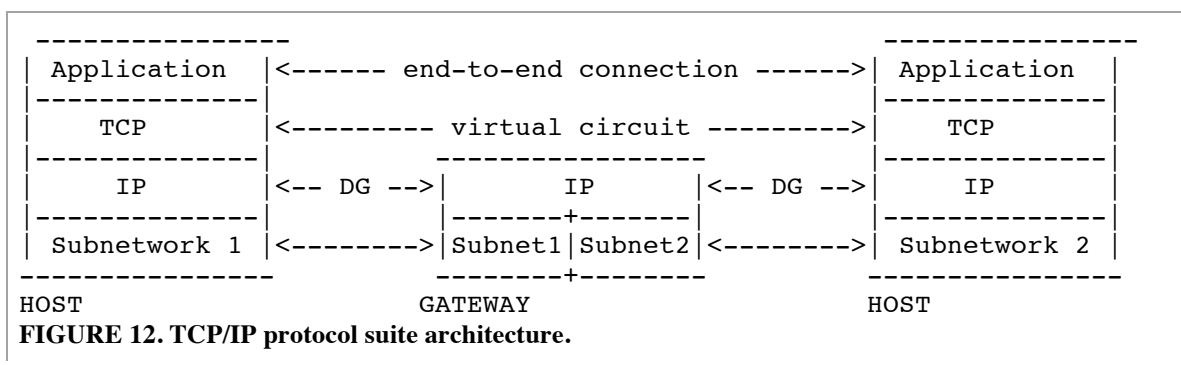 ---------------- ----------------
| Application |<------ end-to-end connection ------>| Application |
|--------------| |--------------|
| TCP |<--------- virtual circuit --------->| TCP |
|--------------| ----------------- |--------------|
| IP |<-- DG -->| IP |<-- DG -->| IP |
|--------------| |-------+-------| |--------------|
| Subnetwork 1 |<-------->|Subnet1|Subnet2|<-------->| Subnetwork 2 |
---------------- --------+-------- ----------------
HOST GATEWAY HOST
FIGURE 12. TCP/IP protocol suite architecture.